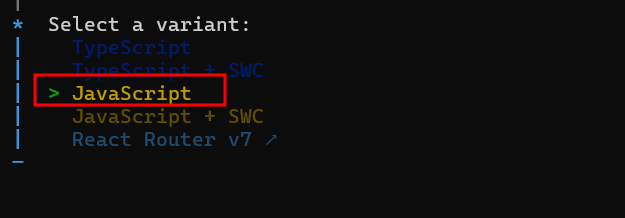 Select a variant:
TypeScript
TypeScript + SWC
> JavaScript
JavaScript + SWC
React Router v7 ↗